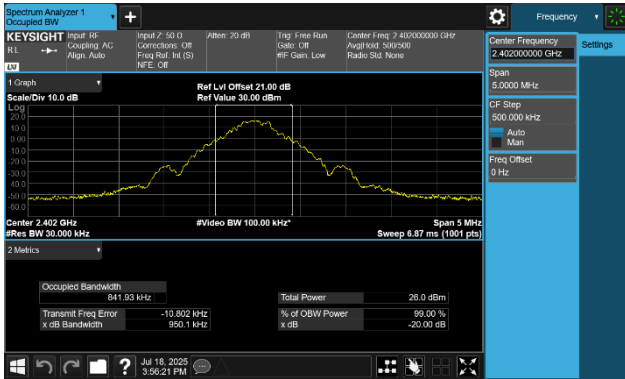 Spectrum Analyzer 1
Occupied BW
Frequency
KEYSIGHT Input: RF Input Z: 50 Ω Atten: 20 dB Trig: Free Run Center Freq: 2.402000000 GHz
R L Coupling: AC Corrections: Off Gate: Off Avg|Hold: 500/500
Align: Auto Freq Ref: Int (S) #IF Gain: Low Radio Std: None
LXI NFE: Off
Center Frequency
2.402000000 GHz
Settings
Span
5.0000 MHz
CF Step
500.000 kHz
Auto
Man
Freq Offset
0 Hz
1 Graph
Ref Lvl Offset 21.00 dB
Scale/Div 10.0 dB Ref Value 30.00 dBm
Log
20.0
10.0
0.00
-10.0
-20.0
-30.0
-40.0
-50.0
-60.0
Center 2.402 GHz #Video BW 100.00 kHz* Span 5 MHz
#Res BW 30.000 kHz Sweep 6.87 ms (1001 pts)
2 Metrics
Occupied Bandwidth
841.93 kHz Total Power 26.0 dBm
Transmit Freq Error -10.802 kHz % of OBW Power 99.00 %
x dB Bandwidth 950.1 kHz x dB -20.00 dB
? Jul 18, 2025
3:56:21 PM